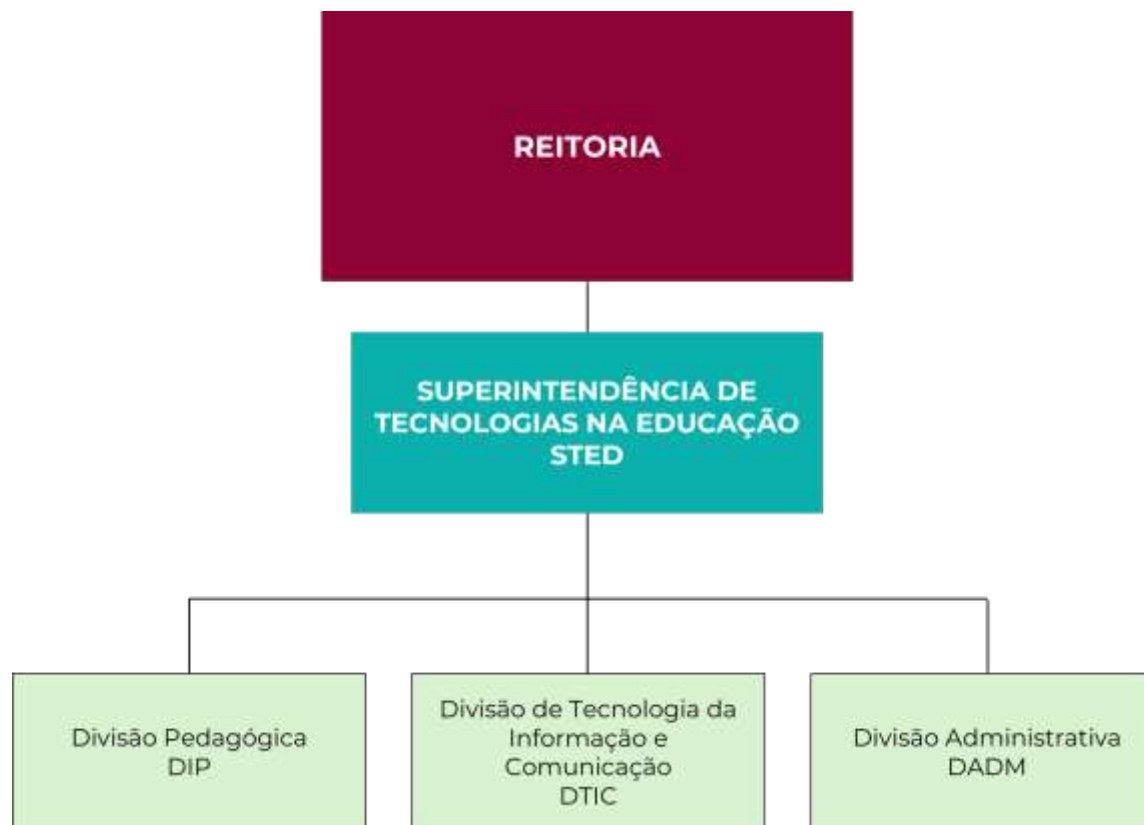 REITORIA
SUPERINTENDÊNCIA DE
TECNOLOGIAS NA EDUCAÇÃO
STED
Divisão Pedagógica
DIP
Divisão de Tecnologia da
Informação e
Comunicação
DTIC
Divisão Administrativa
DADM